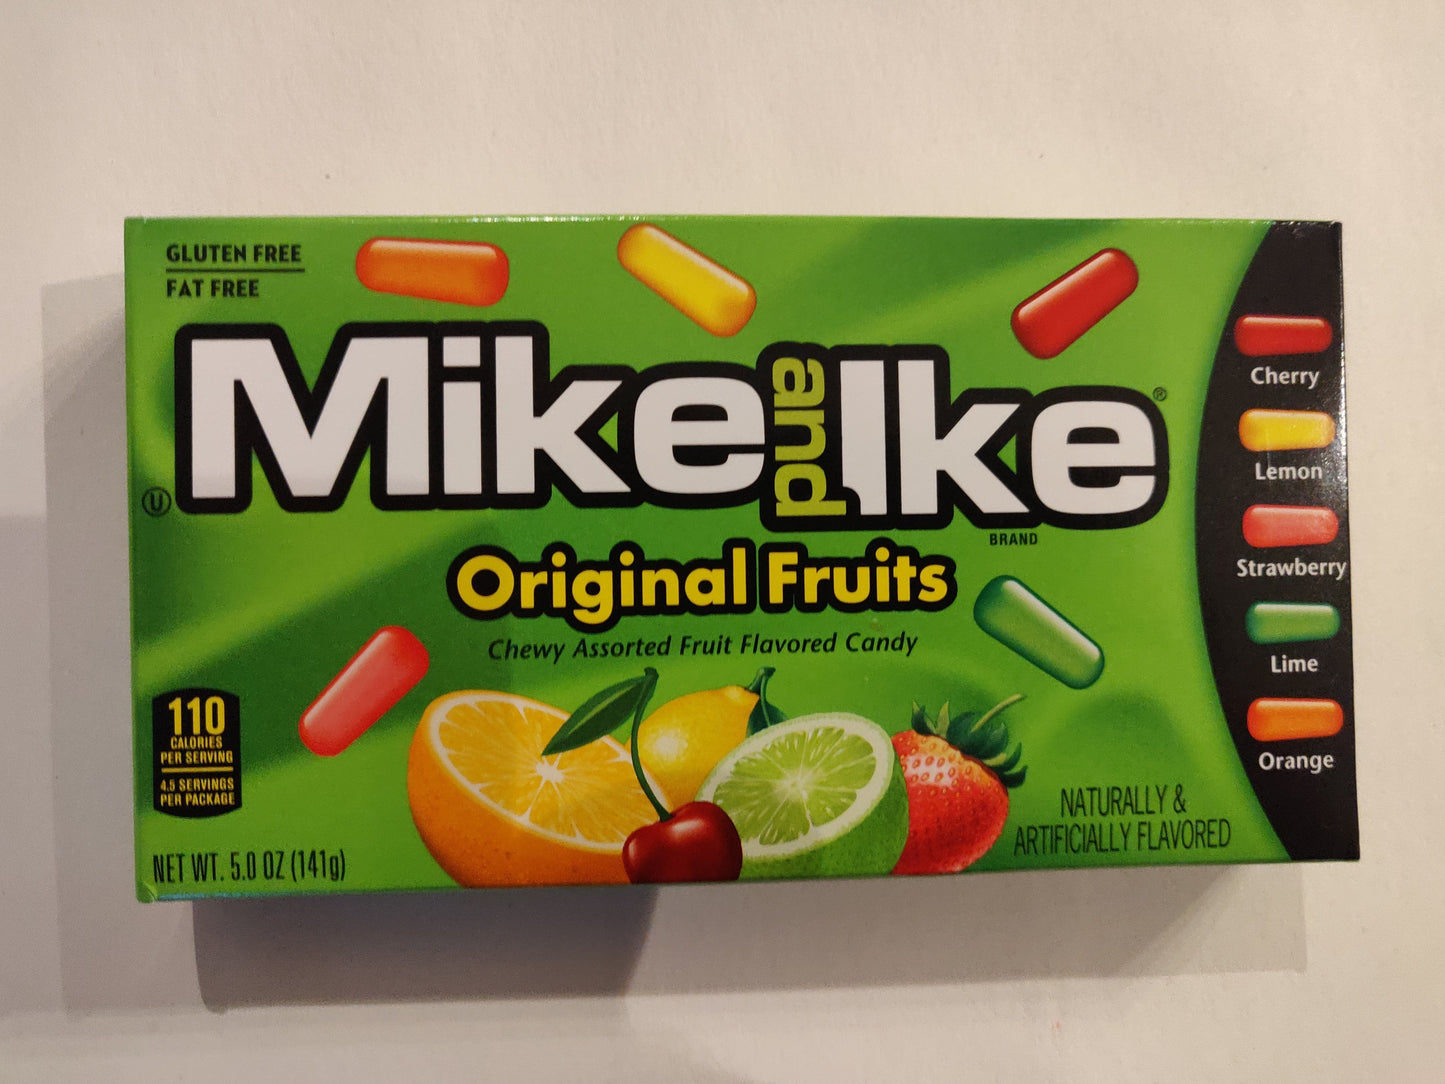 GLUTEN FREE
FAT FREE
Mike and Ike®
BRAND
Ⓤ
Original Fruits
Chewy Assorted Fruit Flavored Candy
110
CALORIES
PER SERVING
4.5 SERVINGS
PER PACKAGE
NET WT. 5.0 OZ (141g)
NATURALLY &
ARTIFICIALLY FLAVORED
Cherry
Lemon
Strawberry
Lime
Orange